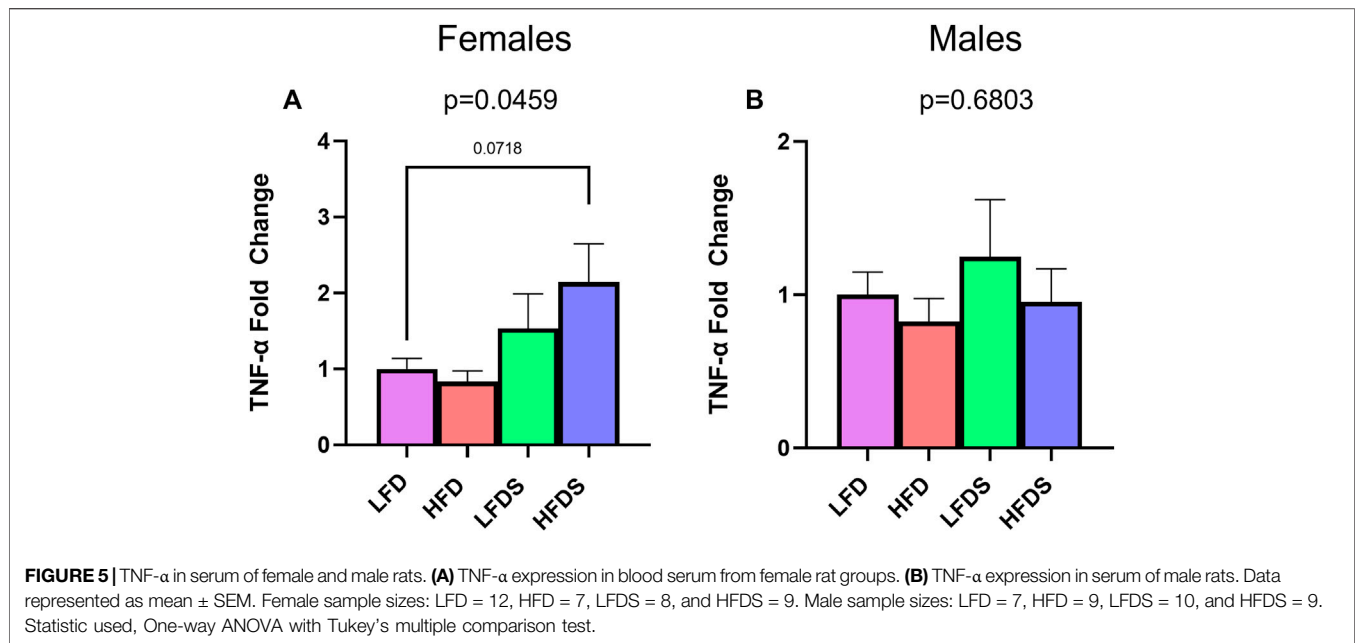 Females
Males
A
p=0.0459
B
p=0.6803
TNF-α Fold Change
4
3
2
1
0
0.0718
LFD
HFD
LFDS
HFDS
TNF-α Fold Change
2
1
0
LFD
HFD
LFDS
HFDS
FIGURE 5 | TNF-α in serum of female and male rats. (A) TNF-α expression in blood serum from female rat groups. (B) TNF-α expression in serum of male rats. Data
represented as mean ± SEM. Female sample sizes: LFD = 12, HFD = 7, LFDS = 8, and HFDS = 9. Male sample sizes: LFD = 7, HFD = 9, LFDS = 10, and HFDS = 9.
Statistic used, One-way ANOVA with Tukey’s multiple comparison test.